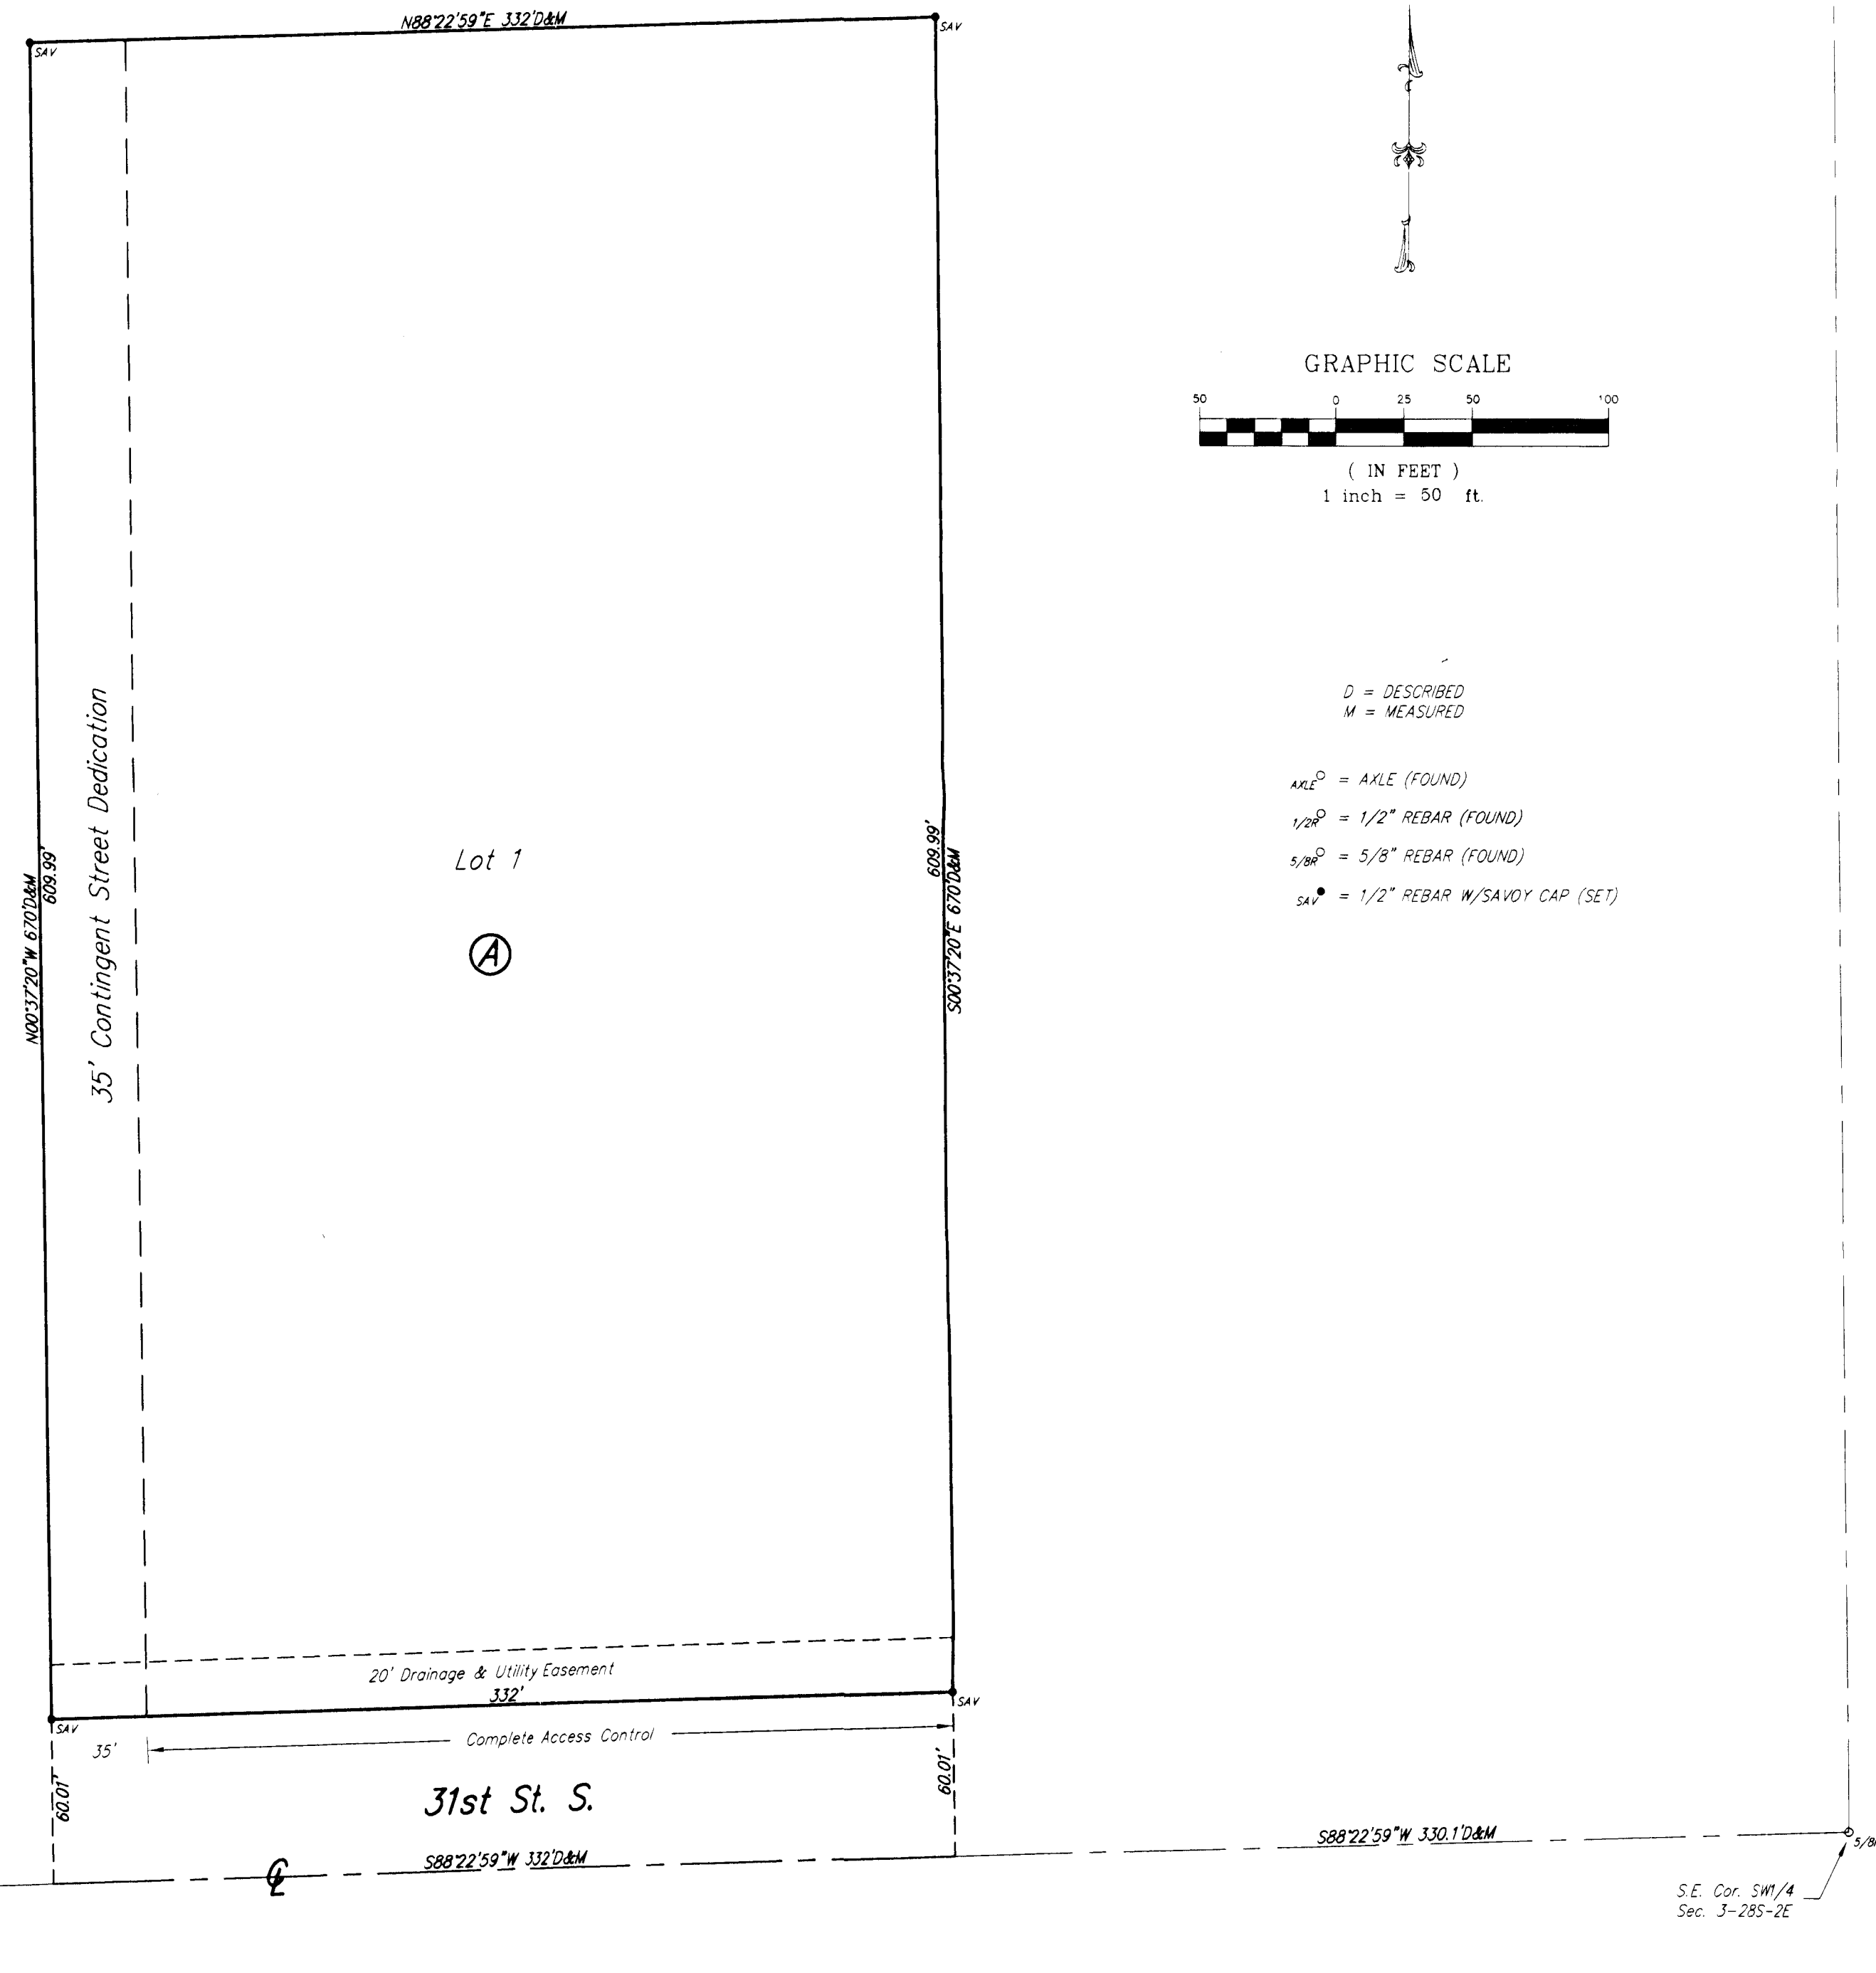 N88°22'59"E 332'D&M
SAV
SAV
GRAPHIC SCALE
50 0 25 50 100
( IN FEET )
1 inch = 50 ft.
D = DESCRIBED
M = MEASURED
AXLE = AXLE (FOUND)
1/2R = 1/2" REBAR (FOUND)
5/8R = 5/8" REBAR (FOUND)
SAV = 1/2" REBAR W/SAVOY CAP (SET)
N00°37'20"W 670'D&M
609.99'
35' Contingent Street Dedication
Lot 1
A
609.99'
S00°37'20"E 670'D&M
20' Drainage & Utility Easement
332'
SAV
SAV
35'
Complete Access Control
60.01'
60.01'
31st St. S.
S88°22'59"W 332'D&M
S88°22'59"W 330.1'D&M
5/8
S.E. Cor. SW1/4
Sec. 3-28S-2E